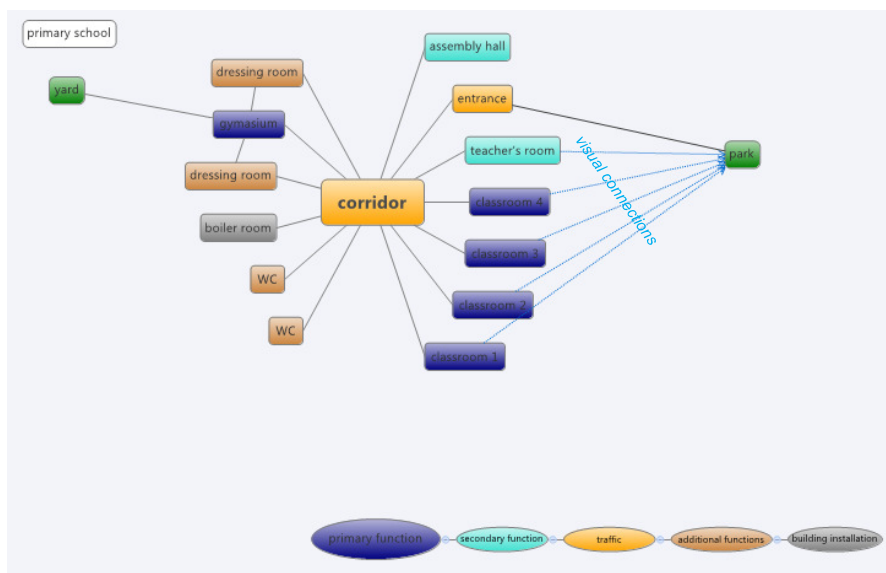 primary school
assembly hall
dressing room
yard
entrance
gymasium
teacher's room
park
dressing room
corridor
classroom 4
visual connections
boiler room
classroom 3
WC
classroom 2
WC
classroom 1
primary function
secondary function
traffic
additional functions
building installation